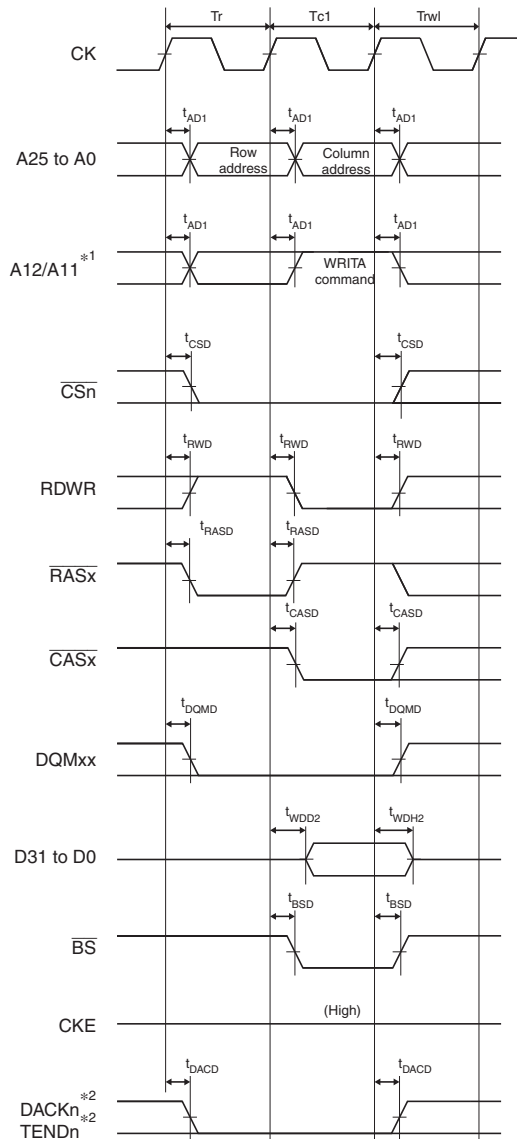 Tr Tc1 Trwl
CK
tAD1 tAD1 tAD1
A25 to A0
Row address
Column address
tAD1 tAD1 tAD1
A12/A11*1
WRITA command
tCSD tCSD
CSn
tRWD tRWD tRWD
RDWR
tRASD tRASD
RASx
tCASD tCASD
CASx
tDQMD tDQMD
DQMxx
tWDD2 tWDH2
D31 to D0
tBSD tBSD
BS
(High)
CKE
tDACD tDACD
DACKn*2
TENDn*2